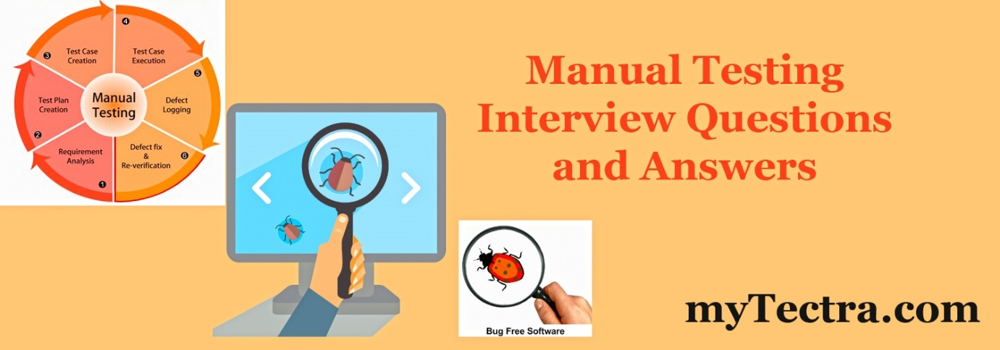 4
Test Case
Execution
3
Test Case
Creation
5
Defect
Logging
Manual
Testing
Test Plan
Creation
2
Requirement
Analysis
1
Defect fix
&
Re-verification
6
Manual Testing
Interview Questions
and Answers
Bug Free Software
myTectra.com